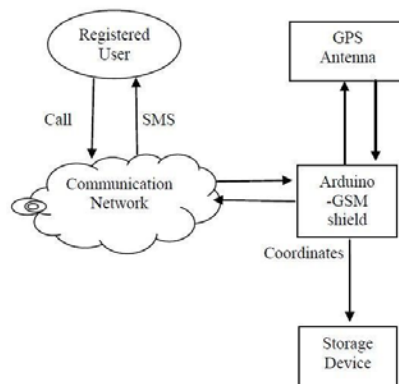 Registered
User
GPS
Antenna
Call
SMS
Communication
Network
Arduino
-GSM
shield
Coordinates
Storage
Device